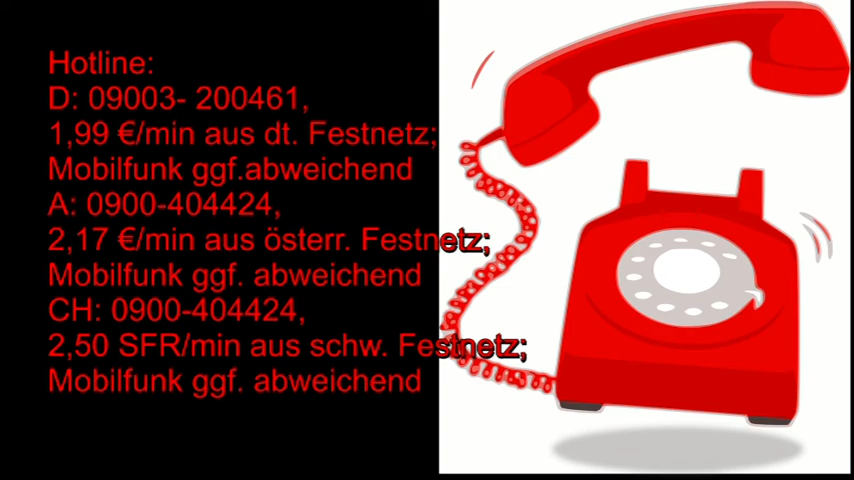 Hotline:
D: 09003- 200461,
1,99 €/min aus dt. Festnetz;
Mobilfunk ggf.abweichend
A: 0900-404424,
2,17 €/min aus österr. Festnetz;
Mobilfunk ggf. abweichend
CH: 0900-404424,
2,50 SFR/min aus schw. Festnetz;
Mobilfunk ggf. abweichend